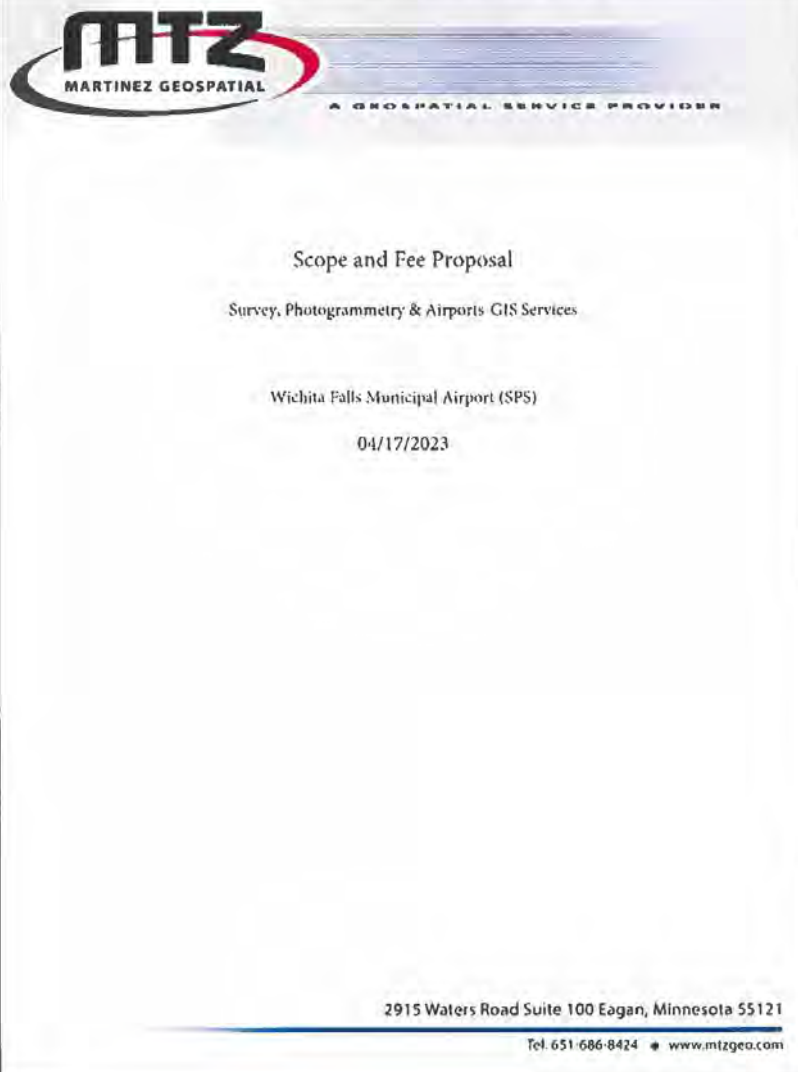 MTZ
MARTINEZ GEOSPATIAL
A GEOSPATIAL SERVICE PROVIDER
Scope and Fee Proposal
Survey, Photogrammetry & Airports GIS Services
Wichita Falls Municipal Airport (SPS)
04/17/2023
2915 Waters Road Suite 100 Eagan, Minnesota 55121
Tel. 651-686-8424 • www.mtzgeo.com